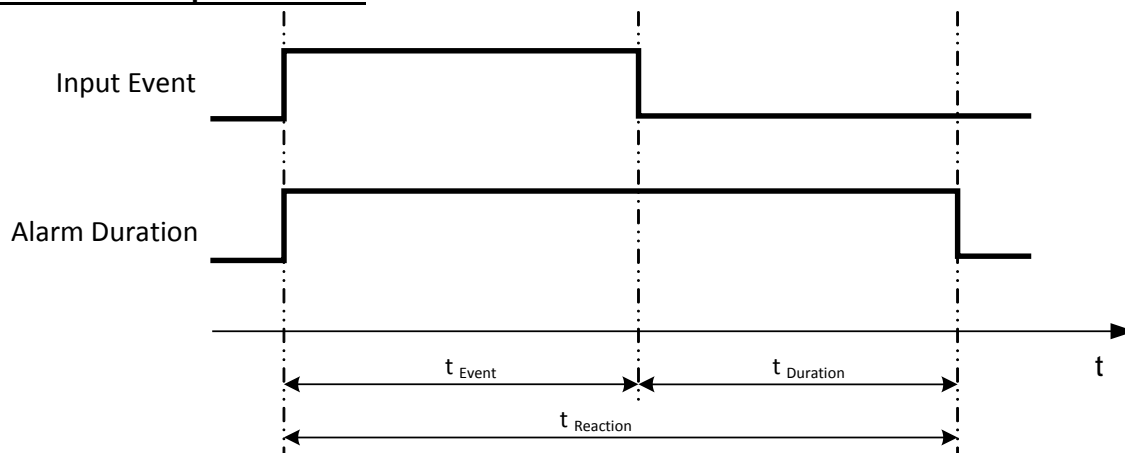 Input Event
Alarm Duration
t
t Event
t Duration
t Reaction